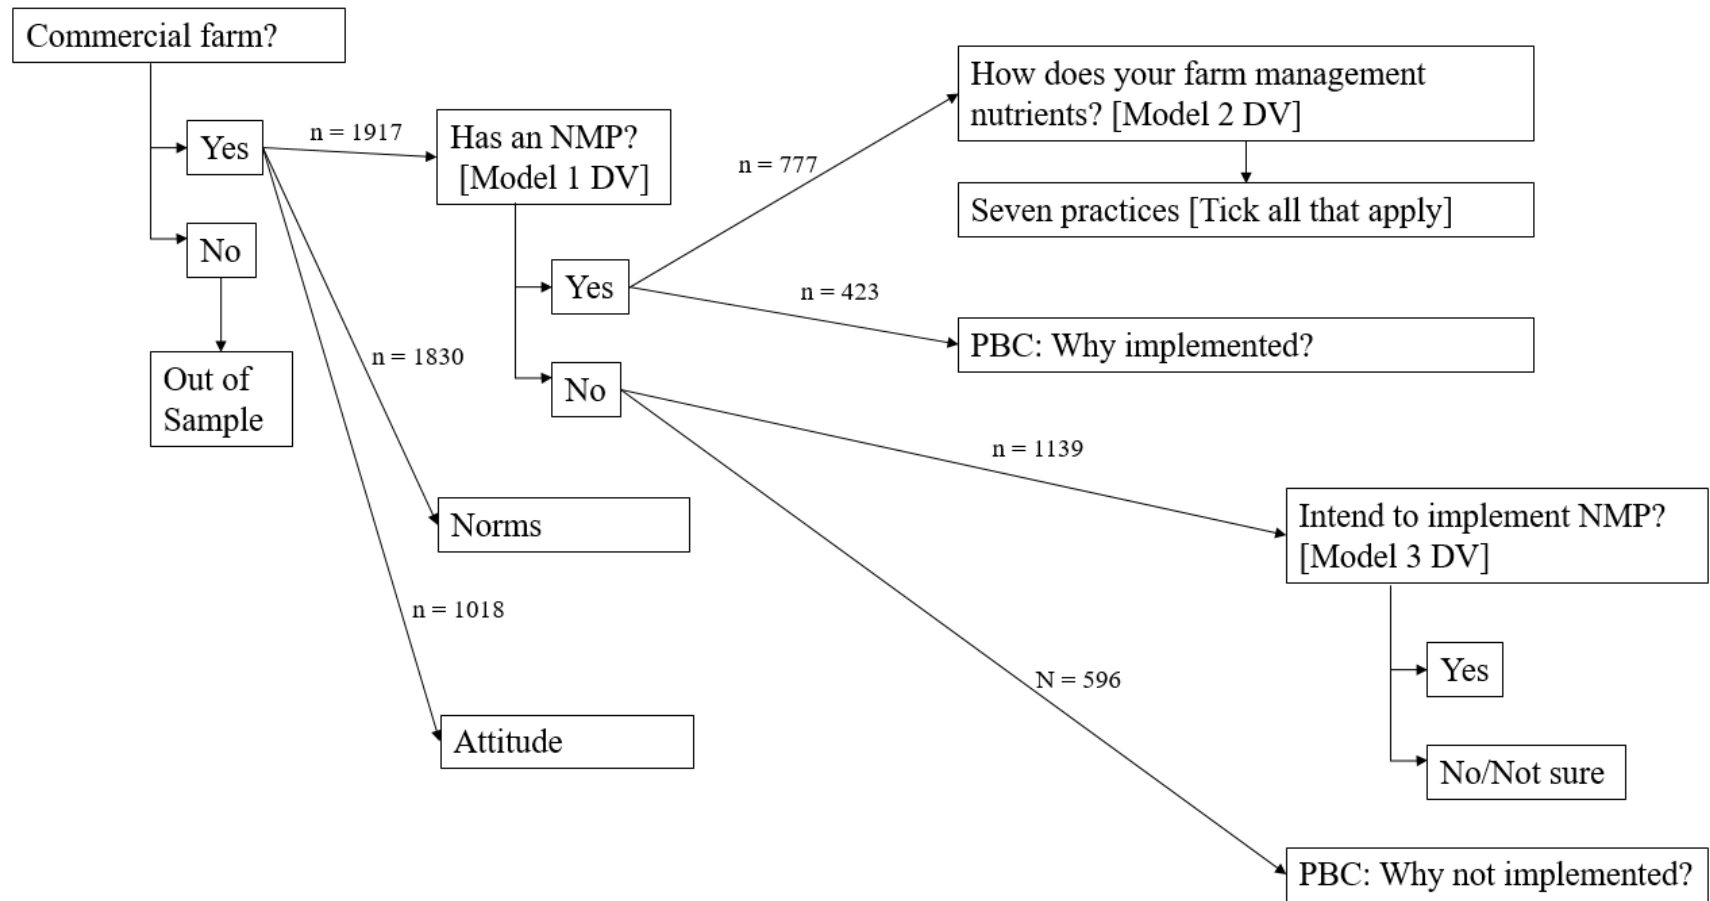 Commercial farm?
Yes
No
Out of
Sample
n = 1917
n = 1830
n = 1018
Has an NMP?
[Model 1 DV]
Yes
No
Norms
Attitude
n = 777
n = 423
n = 1139
N = 596
How does your farm management
nutrients? [Model 2 DV]
Seven practices [Tick all that apply]
PBC: Why implemented?
Intend to implement NMP?
[Model 3 DV]
Yes
No/Not sure
PBC: Why not implemented?